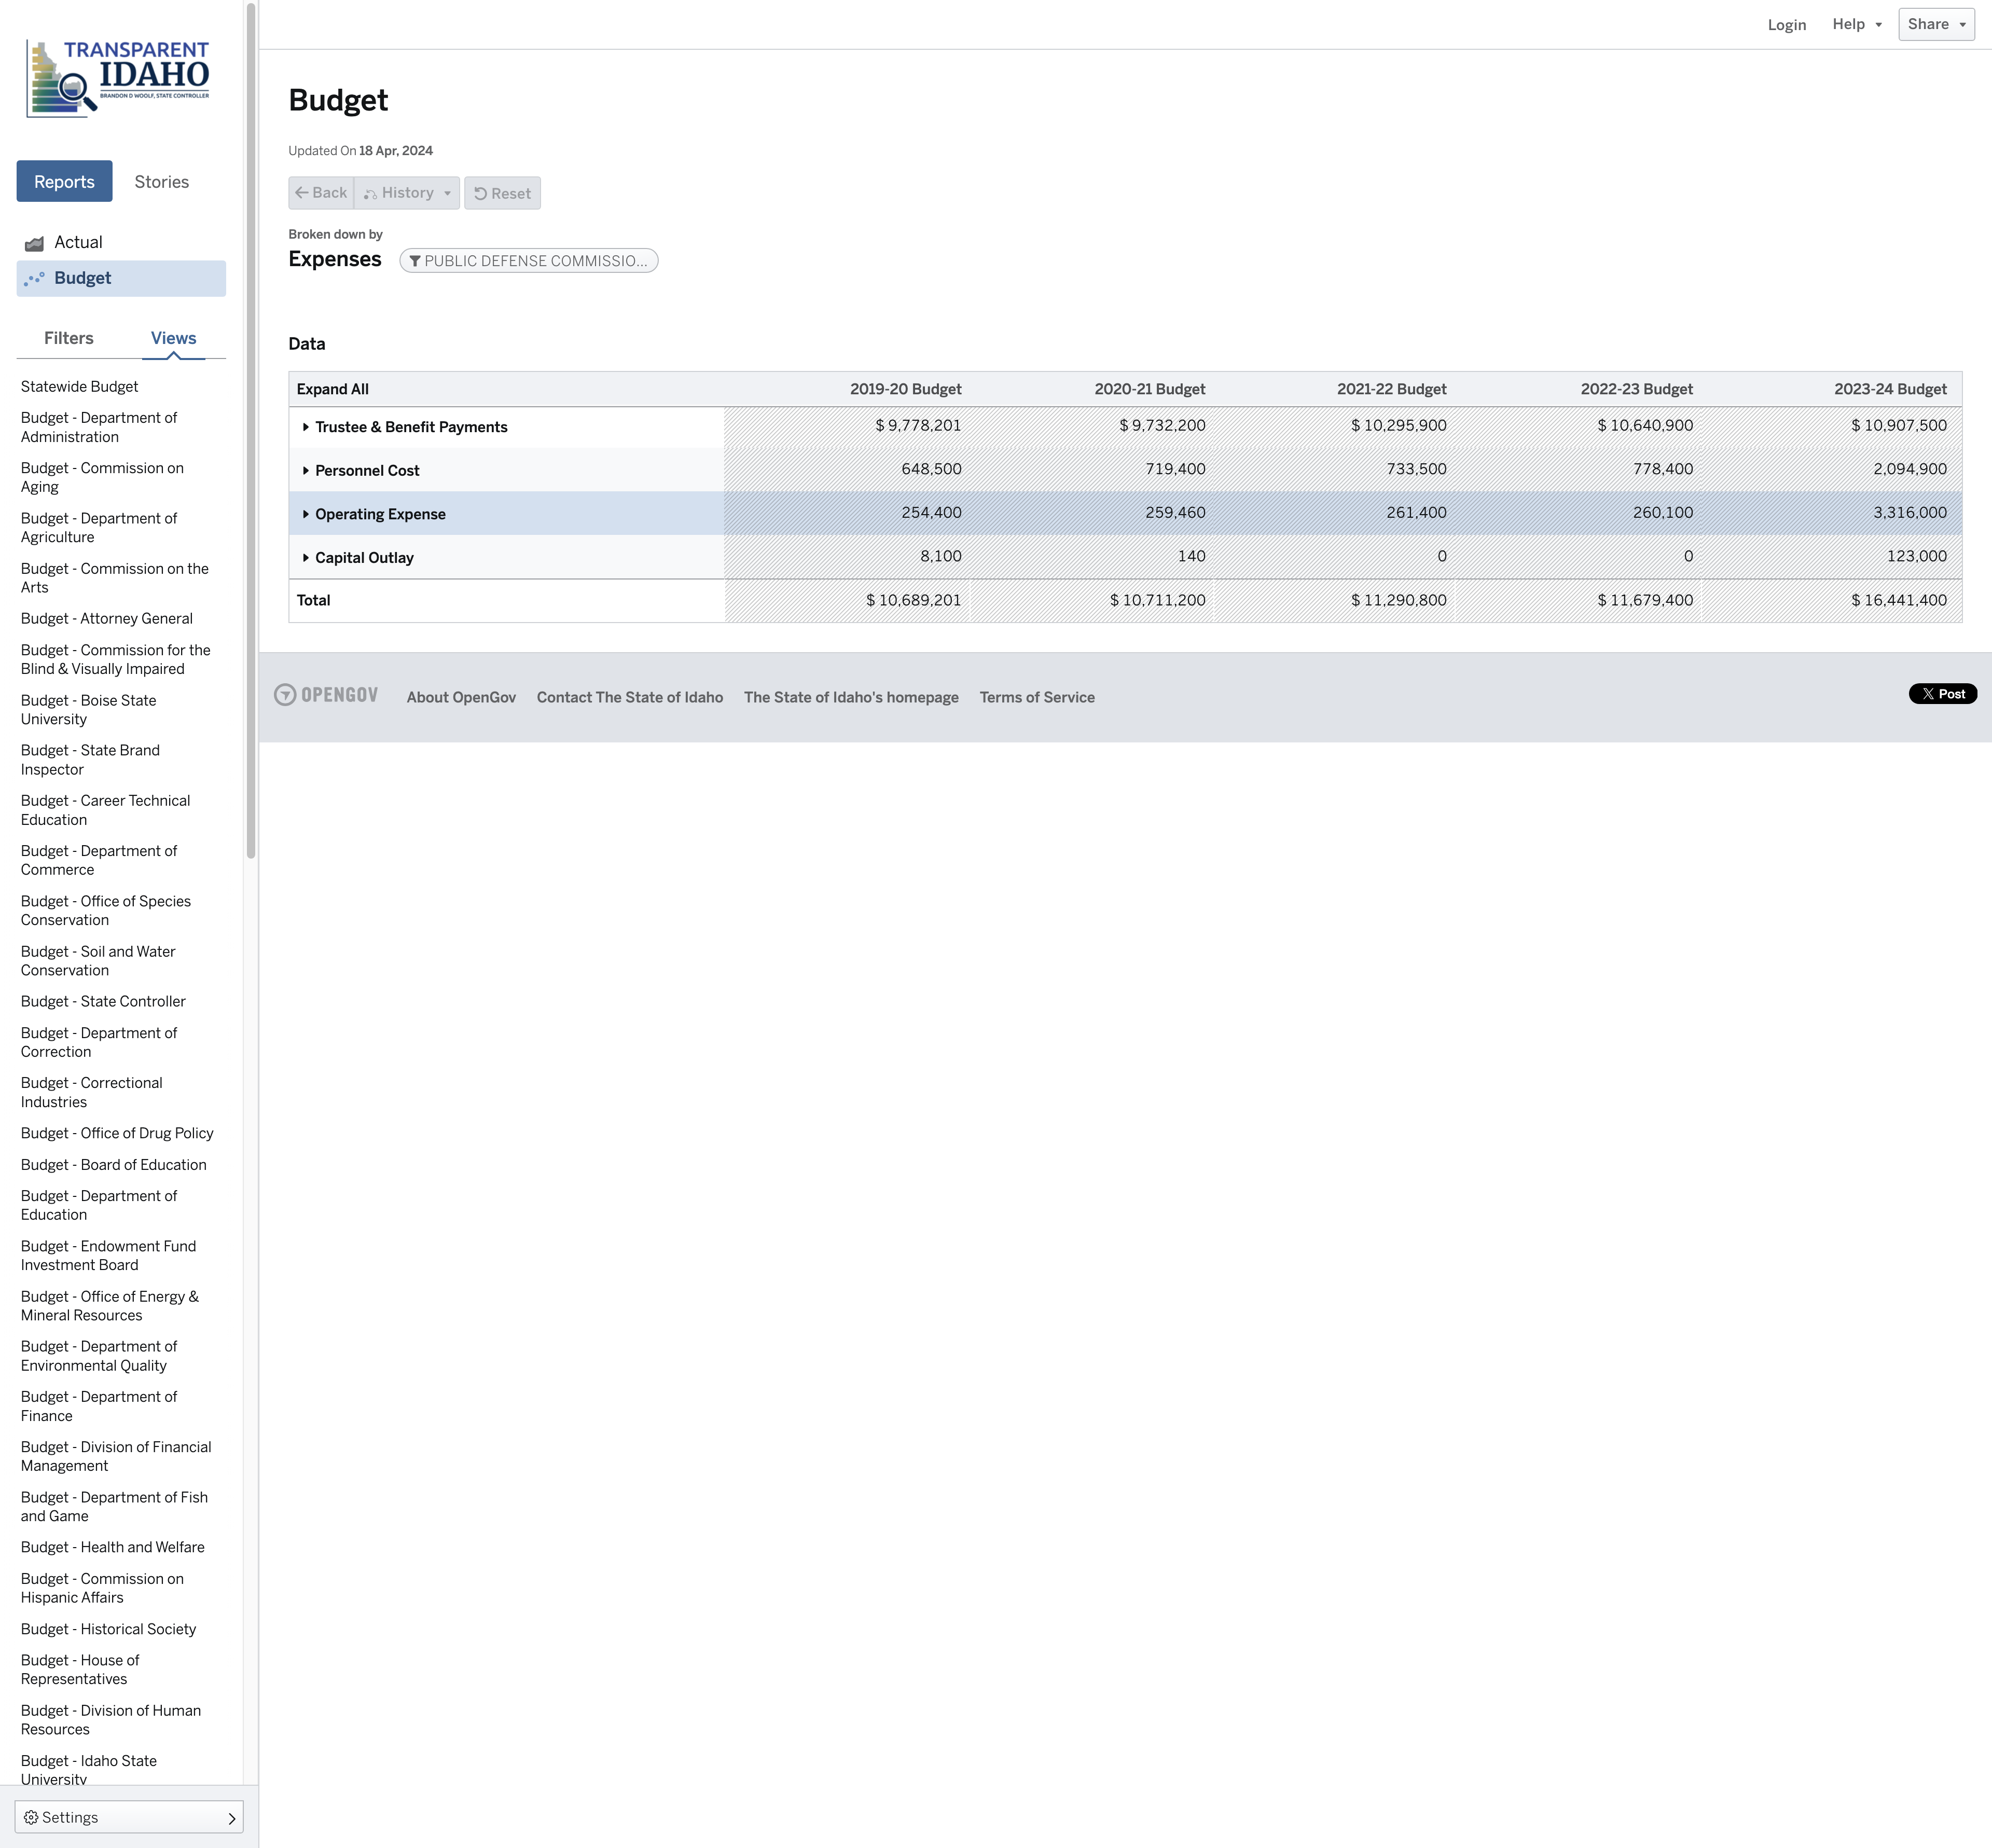 TRANSPARENT
IDAHO
BRANDON D WOOLF, STATE CONTROLLER
Reports
Stories
Actual
Budget
Filters
Views
Statewide Budget
Budget - Department of
Administration
Budget - Commission on
Aging
Budget - Department of
Agriculture
Budget - Commission on the
Arts
Budget - Attorney General
Budget - Commission for the
Blind & Visually Impaired
Budget - Boise State
University
Budget - State Brand
Inspector
Budget - Career Technical
Education
Budget - Department of
Commerce
Budget - Office of Species
Conservation
Budget - Soil and Water
Conservation
Budget - State Controller
Budget - Department of
Correction
Budget - Correctional
Industries
Budget - Office of Drug Policy
Budget - Board of Education
Budget - Department of
Education
Budget - Endowment Fund
Investment Board
Budget - Office of Energy &
Mineral Resources
Budget - Department of
Environmental Quality
Budget - Department of
Finance
Budget - Division of Financial
Management
Budget - Department of Fish
and Game
Budget - Health and Welfare
Budget - Commission on
Hispanic Affairs
Budget - Historical Society
Budget - House of
Representatives
Budget - Division of Human
Resources
Budget - Idaho State
University
Settings
Login Help Share
Budget
Updated On 18 Apr, 2024
Back History Reset
Broken down by
Expenses PUBLIC DEFENSE COMMISSIO...
Data
Expand All 2019-20 Budget 2020-21 Budget 2021-22 Budget 2022-23 Budget 2023-24 Budget
Trustee & Benefit Payments $ 9,778,201 $ 9,732,200 $ 10,295,900 $ 10,640,900 $ 10,907,500
Personnel Cost 648,500 719,400 733,500 778,400 2,094,900
Operating Expense 254,400 259,460 261,400 260,100 3,316,000
Capital Outlay 8,100 140 0 0 123,000
Total $ 10,689,201 $ 10,711,200 $ 11,290,800 $ 11,679,400 $ 16,441,400
OPENGOV About OpenGov Contact The State of Idaho The State of Idaho's homepage Terms of Service X Post